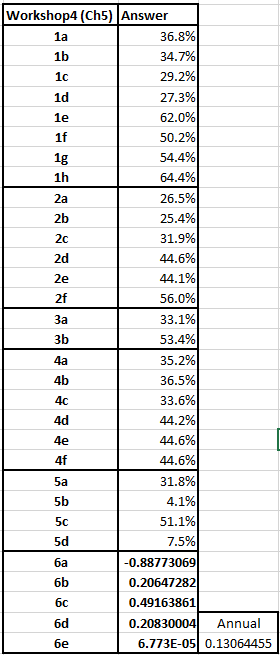 Workshop4 (Ch5) Answer
1a 36.8%
1b 34.7%
1c 29.2%
1d 27.3%
1e 62.0%
1f 50.2%
1g 54.4%
1h 64.4%
2a 26.5%
2b 25.4%
2c 31.9%
2d 44.6%
2e 44.1%
2f 56.0%
3a 33.1%
3b 53.4%
4a 35.2%
4b 36.5%
4c 33.6%
4d 44.2%
4e 44.6%
4f 44.6%
5a 31.8%
5b 4.1%
5c 51.1%
5d 7.5%
6a -0.88773069
6b 0.20647282
6c 0.49163861
6d 0.20830004 Annual
6e 6.773E-05 0.13064455